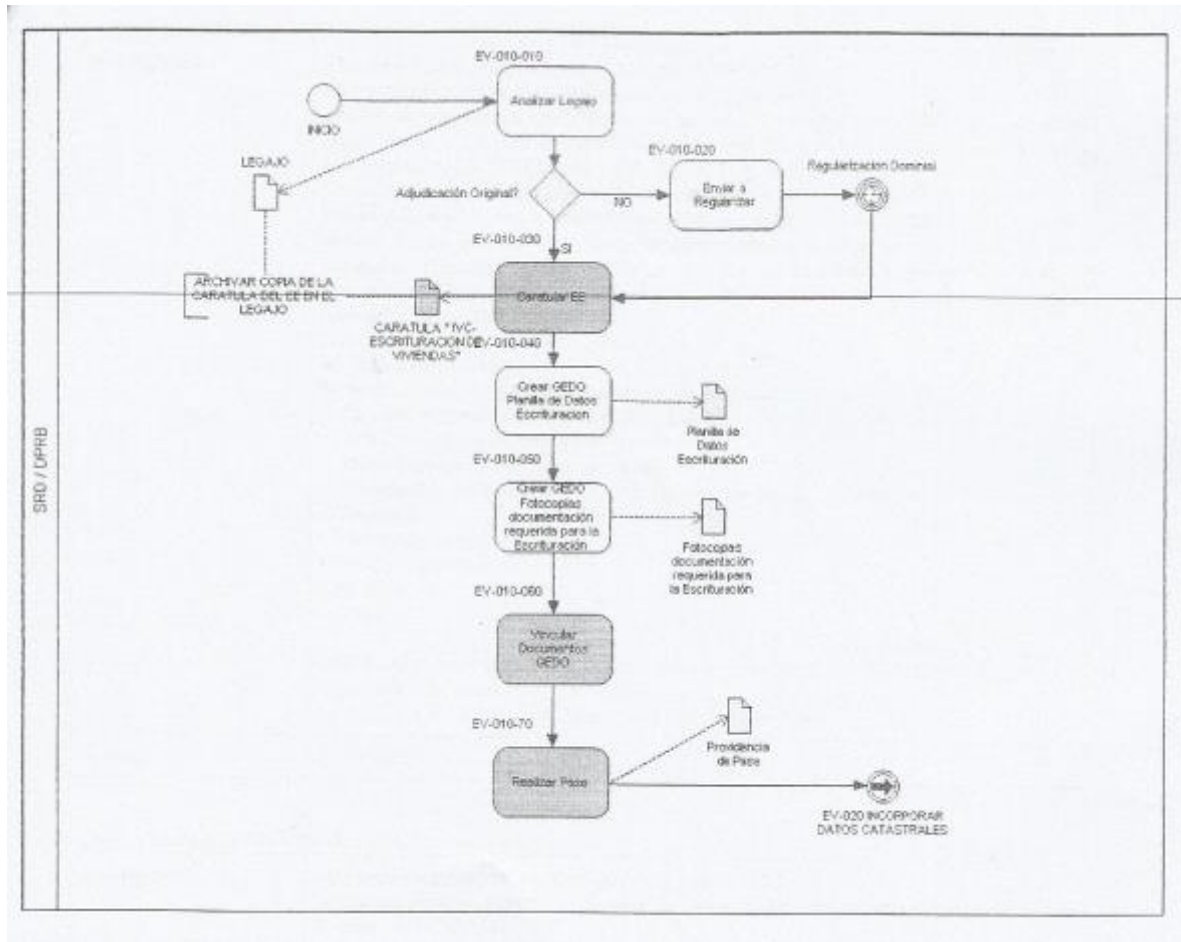 EV-010-010
Analizar Legajo
INICIO
LEGAJO
EV-010-020
Regularización Dominial
Adjudicación Original?
NO
Enviar a
Regularizar
EV-010-030
SI
ARCHIVAR COPIA DE LA
CARATULA DEL EE EN EL
LEGAJO
Caratular EE
CARATULA " IVC-
ESCRITURACION DE
VIVIENDAS"
EV-010-040
Crear GEDO
Planilla de Datos
Escrituracion
Planilla de
Datos
Escrituración
SRD / DPRB
EV-010-050
Crear GEDO
Fotocopias
documentación
requerida para la
Escrituración
Fotocopias
documentación
requerida para
la Escrituración
EV-010-060
Vincular
Documentos
GEDO
EV-010-70
Providencia
de Pase
Realizar Pase
EV-020 INCORPORAR
DATOS CATASTRALES